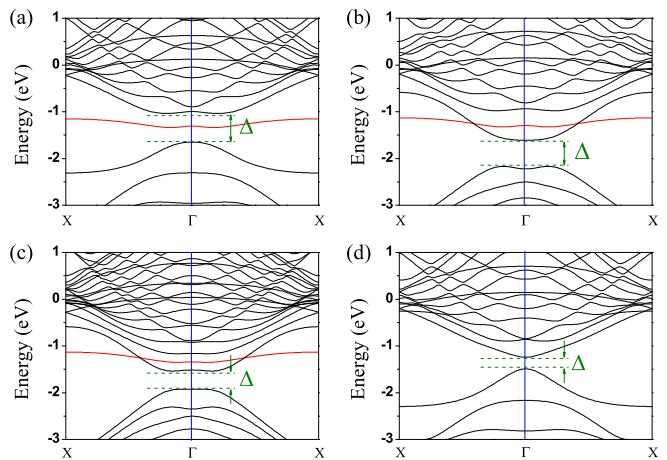 (a)
Energy (eV)
1
0
-1
-2
-3
Δ
X
Γ
X
(b)
Energy (eV)
1
0
-1
-2
-3
Δ
X
Γ
X
(c)
Energy (eV)
1
0
-1
-2
-3
Δ
X
Γ
X
(d)
Energy (eV)
1
0
-1
-2
-3
Δ
X
Γ
X